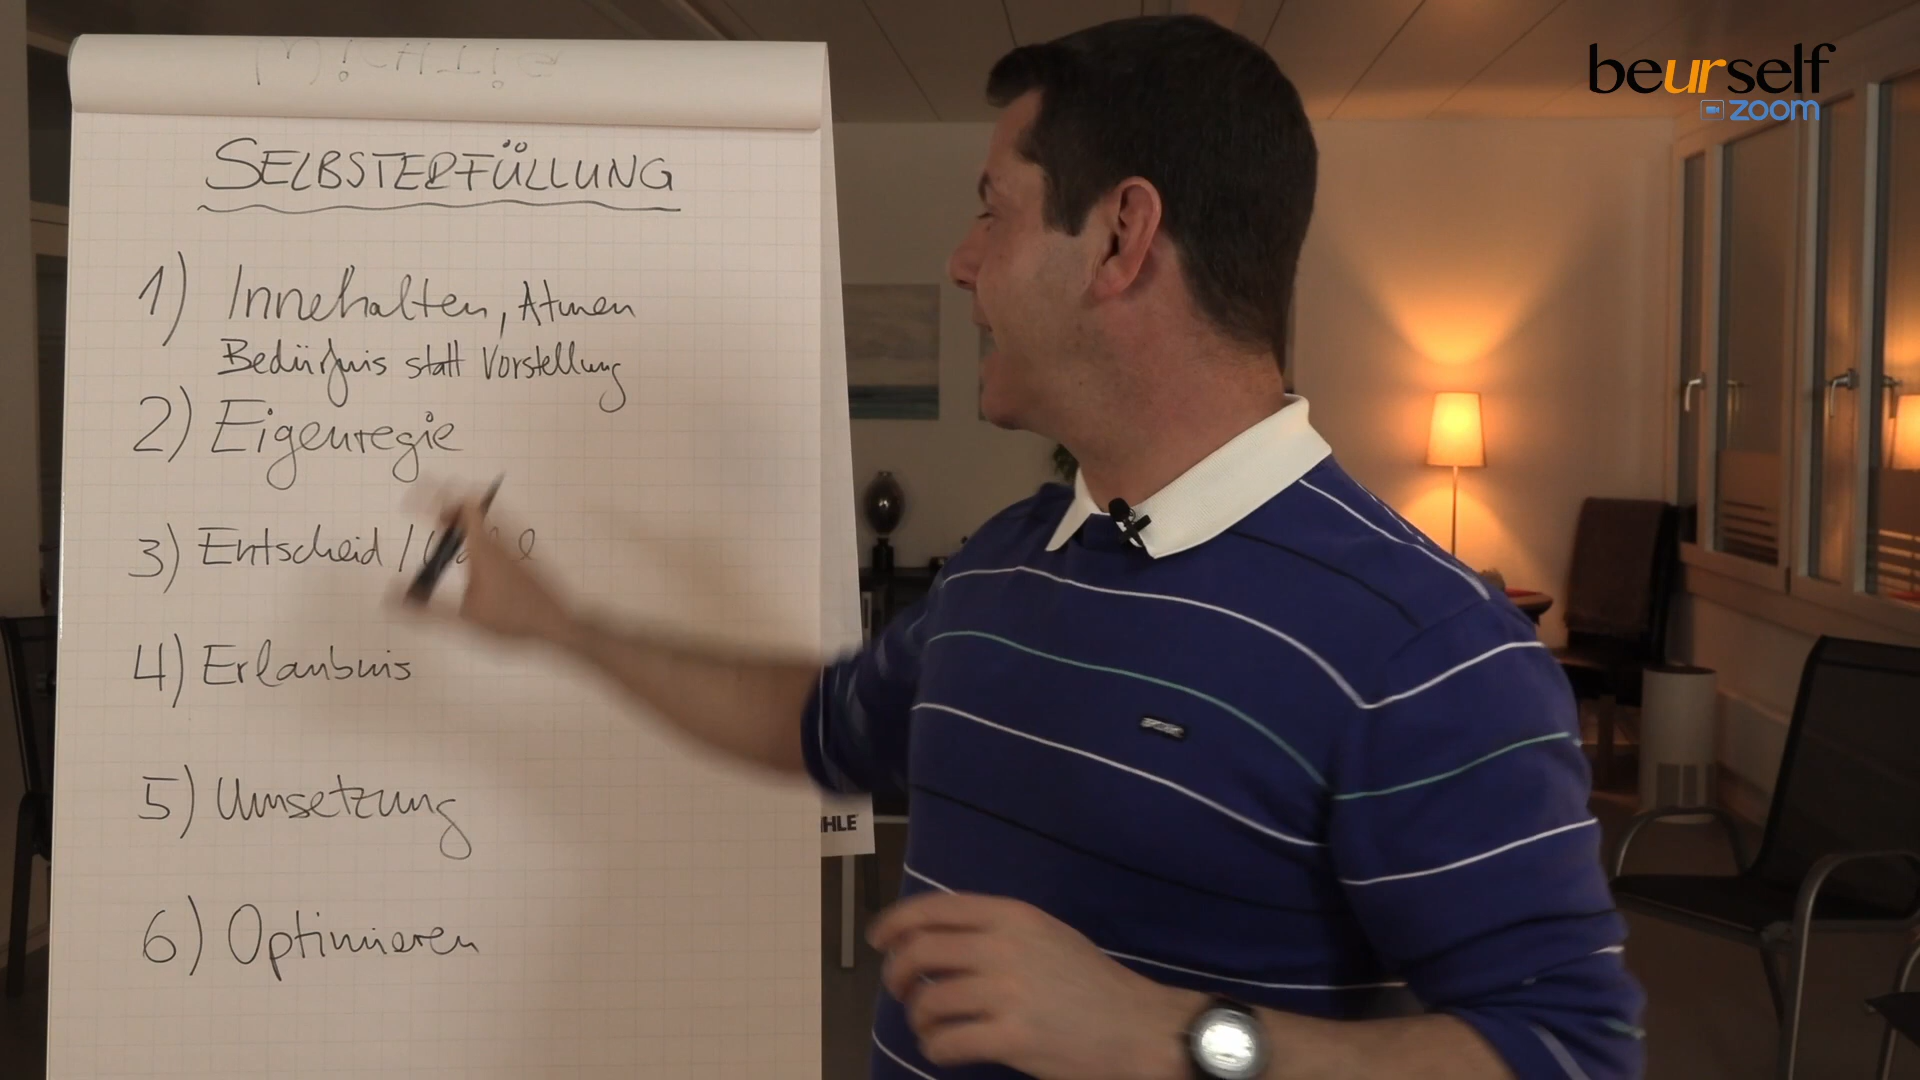 beurself
zoom
SELBSTERFÜLLUNG
1) Innehalten, Atmen
Bedürfnis statt Vorstellung
2) Eigenregie
3) Entscheid /
4) Erlaubnis
5) Umsetzung
6) Optimieren
IHLE